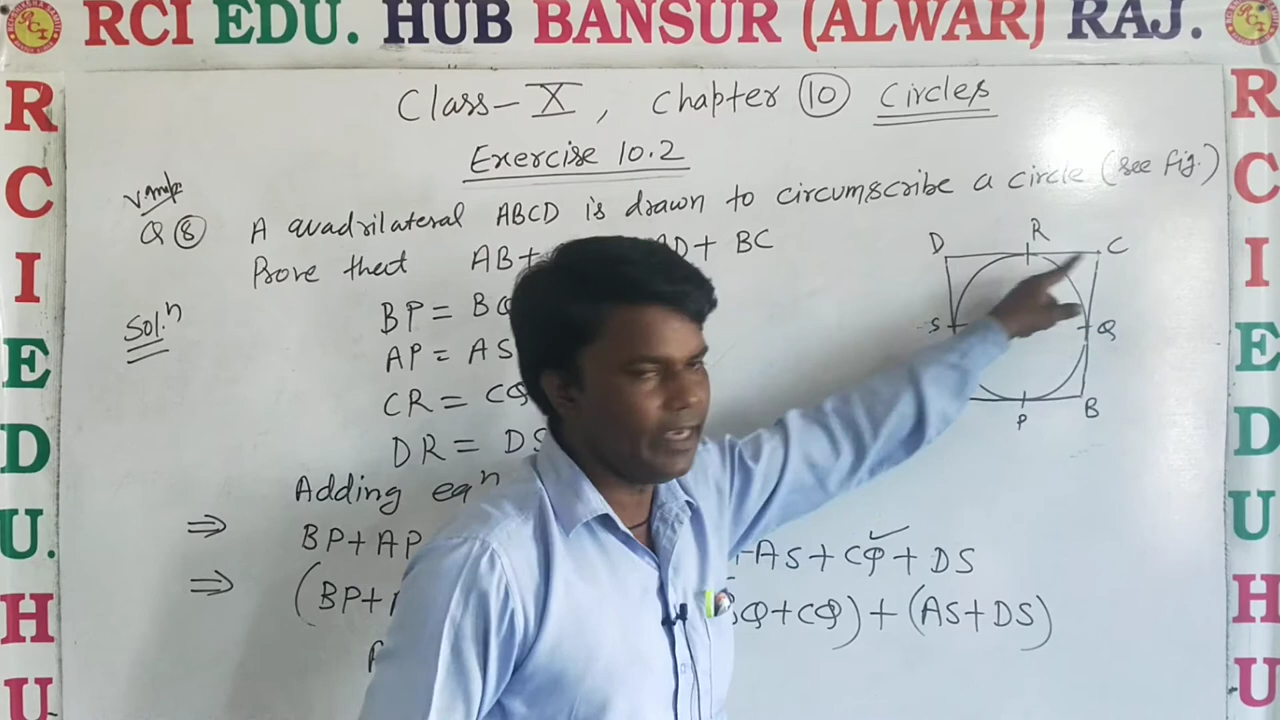 RCI EDU. HUB BANSUR (ALWAR) RAJ.
R
C
I
E
D
U.
H
U
R
C
I
E
D
U
H
U
Class-X, Chapter 10 Circles
Exercise 10.2
V.Imp.
Q 8 A quadrilateral ABCD is drawn to circumscribe a circle (See Fig.)
Prove that AB+ + BC
Sol.ⁿ
BP = BQ
AP = AS
CR = CQ
DR = DS
Adding eqⁿ
⇒ BP+AP AS+CQ+DS
⇒ (BP+ BQ+CQ)+(AS+DS)
D
R
C
S
Q
P
B